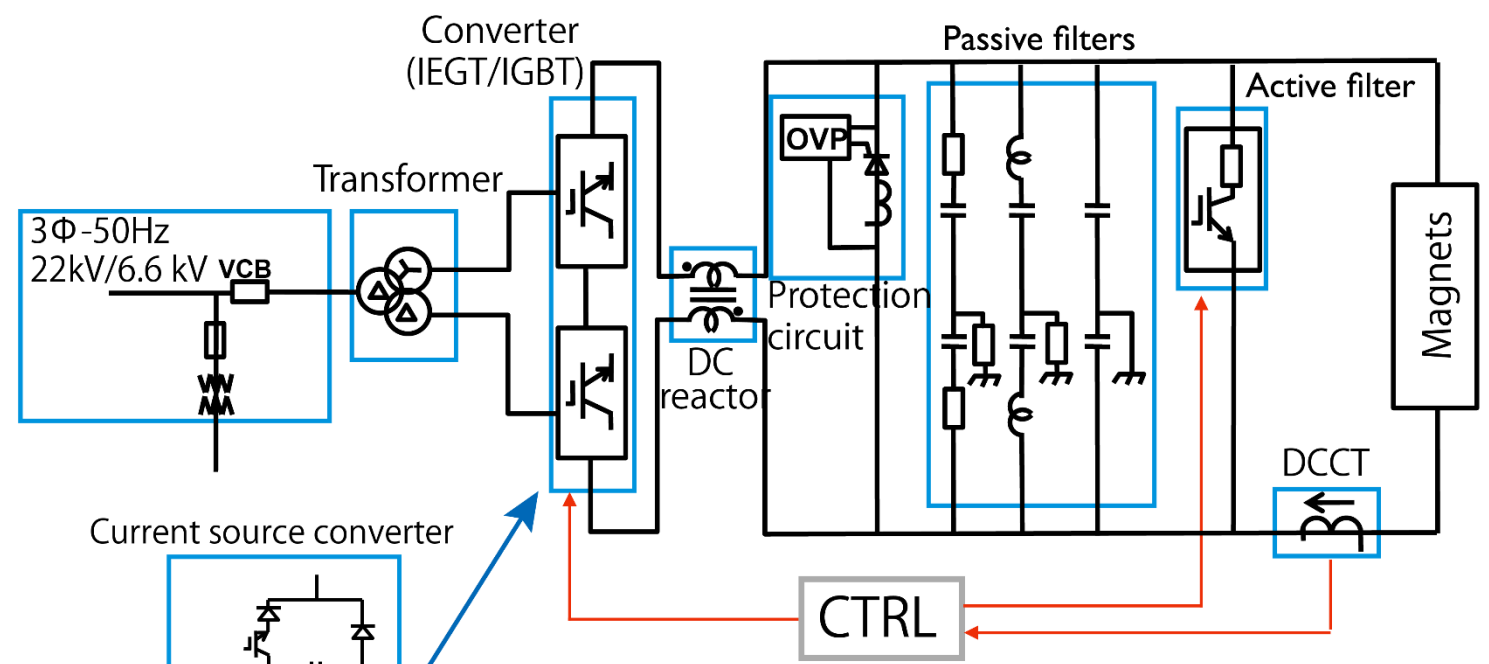 Converter
(IEGT/IGBT)
Passive filters
Active filter
OVP
Transformer
3Φ-50Hz
22kV/6.6 kV VCB
Protection
circuit
DC
reactor
Magnets
DCCT
Current source converter
CTRL